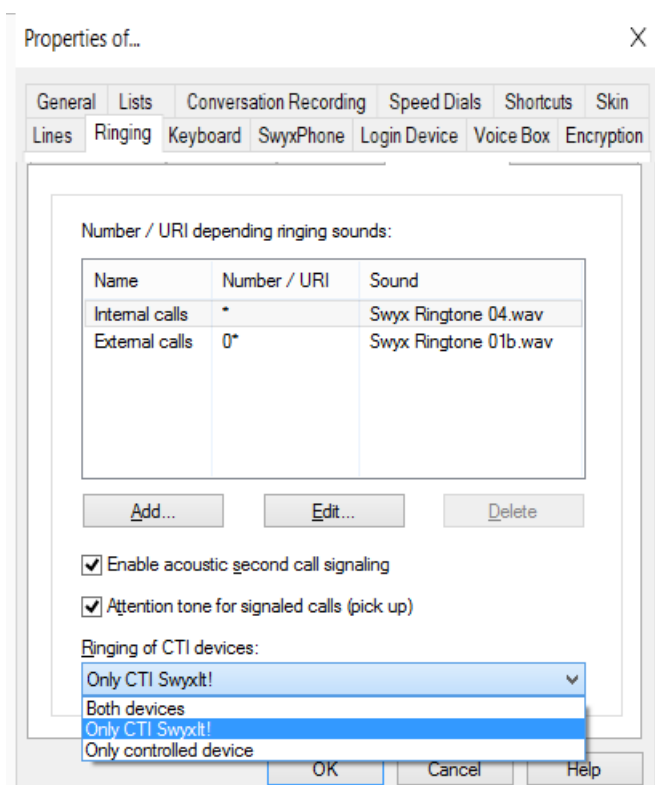 Properties of...
General Lists Conversation Recording Speed Dials Shortcuts Skin
Lines Ringing Keyboard SwyxPhone Login Device Voice Box Encryption
Number / URI depending ringing sounds:
Name Number / URI Sound
Internal calls * Swyx Ringtone 04.wav
External calls 0* Swyx Ringtone 01b.wav
Add... Edit... Delete
Enable acoustic second call signaling
Attention tone for signaled calls (pick up)
Ringing of CTI devices:
Only CTI SwyxIt!
Both devices
Only CTI SwyxIt!
Only controlled device
OK Cancel Help